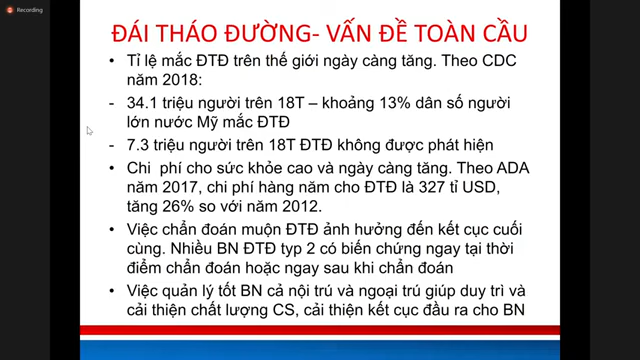 Recording
ĐÁI THÁO ĐƯỜNG- VẤN ĐỀ TOÀN CẦU
• Tỉ lệ mắc ĐTĐ trên thế giới ngày càng tăng. Theo CDC
năm 2018:
- 34.1 triệu người trên 18T – khoảng 13% dân số người
lớn nước Mỹ mắc ĐTĐ
- 7.3 triệu người trên 18T ĐTĐ không được phát hiện
• Chi phí cho sức khỏe cao và ngày càng tăng. Theo ADA
năm 2017, chi phí hàng năm cho ĐTĐ là 327 tỉ USD,
tăng 26% so với năm 2012.
• Việc chẩn đoán muộn ĐTĐ ảnh hưởng đến kết cục cuối
cùng. Nhiều BN ĐTĐ typ 2 có biến chứng ngay tại thời
điểm chẩn đoán hoặc ngay sau khi chẩn đoán
• Việc quản lý tốt BN cả nội trú và ngoại trú giúp duy trì và
cải thiện chất lượng CS, cải thiện kết cục đầu ra cho BN